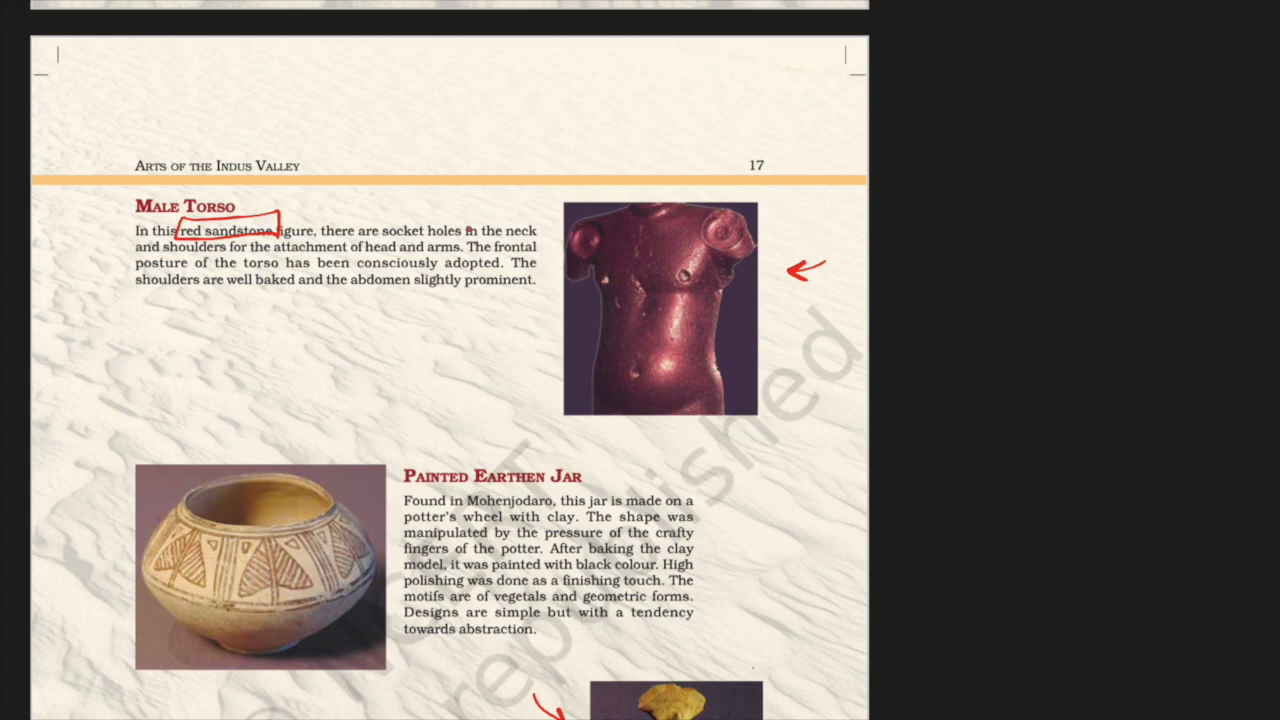 ARTS OF THE INDUS VALLEY 17
MALE TORSO
In this red sandstone figure, there are socket holes in the neck
and shoulders for the attachment of head and arms. The frontal
posture of the torso has been consciously adopted. The
shoulders are well baked and the abdomen slightly prominent.
PAINTED EARTHEN JAR
Found in Mohenjodaro, this jar is made on a
potter's wheel with clay. The shape was
manipulated by the pressure of the crafty
fingers of the potter. After baking the clay
model, it was painted with black colour. High
polishing was done as a finishing touch. The
motifs are of vegetals and geometric forms.
Designs are simple but with a tendency
towards abstraction.
republished